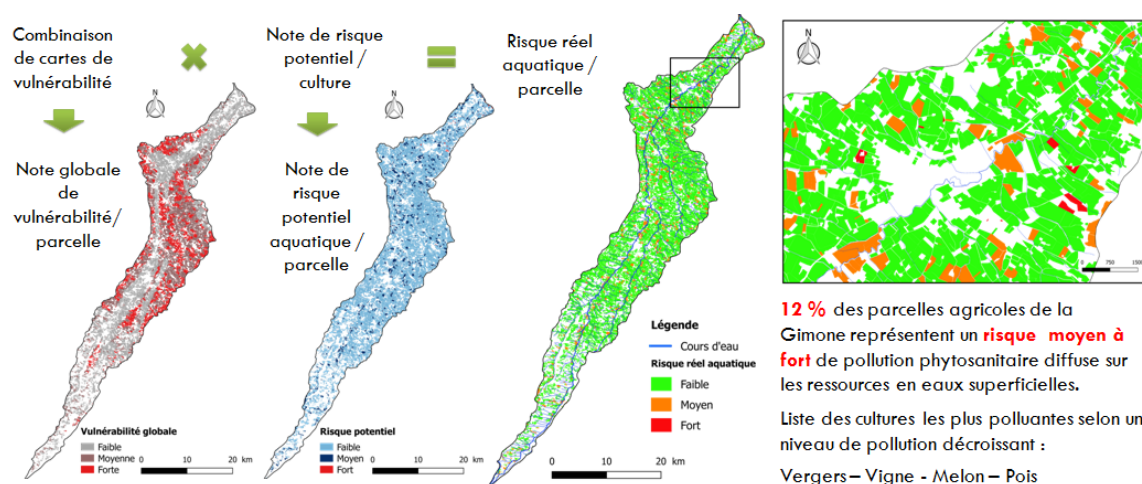 Combinaison
de cartes de
vulnérabilité
Note globale
de
vulnérabilité/
parcelle
Note de risque
potentiel
/ culture
Note de
risque
potentiel
aquatique /
parcelle
Risque réel
aquatique /
parcelle
Vulnérabilité globale
Faible
Moyenne
Forte
0 10 20 km
Risque potentiel
Faible
Moyen
Fort
0 10 20 km
Légende
Cours d'eau
Risque réel aquatique
Faible
Moyen
Fort
0 10 20 km
0 750 1500
12 % des parcelles agricoles de la
Gimone représentent un risque moyen à
fort de pollution phytosanitaire diffuse sur
les ressources en eaux superficielles.
Liste des cultures les plus polluantes selon un
niveau de pollution décroissant :
Vergers – Vigne - Melon – Pois